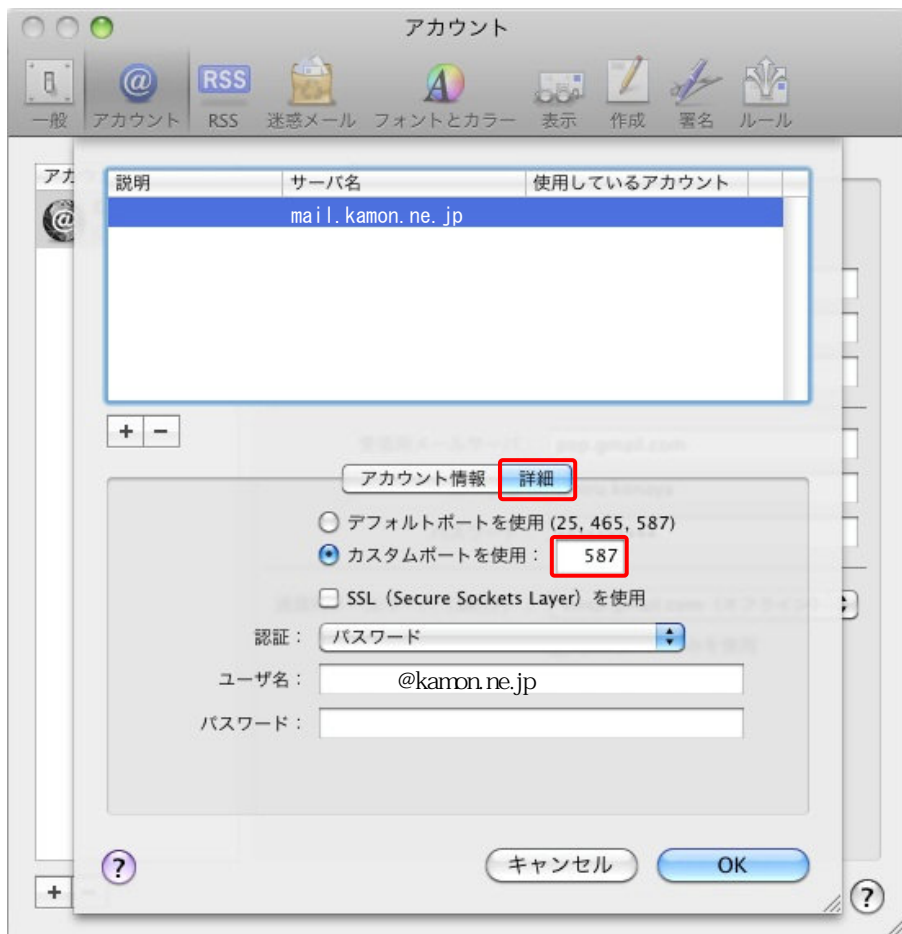 アカウント
RSS
一般 アカウント RSS 迷惑メール フォントとカラー 表示 作成 署名 ルール
アカ
説明 サーバ名 使用しているアカウント
mail.kamon.ne.jp
+ −
アカウント情報 詳細
デフォルトポートを使用 (25, 465, 587)
カスタムポートを使用： 587
SSL（Secure Sockets Layer）を使用
認証： パスワード
ユーザ名： @kamon.ne.jp
パスワード：
? キャンセル OK
+ ?